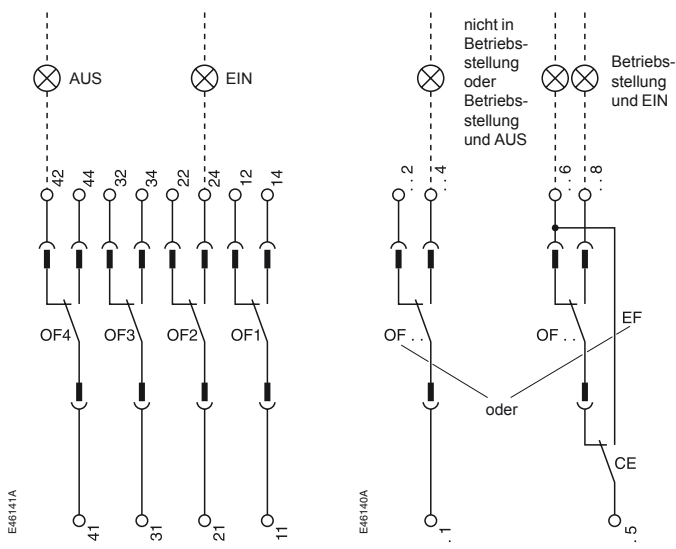 AUS
EIN
nicht in
Betriebs-
stellung
oder
Betriebs-
stellung
und AUS
Betriebs-
stellung
und EIN
42
44
32
34
22
24
12
14
. . 2
. . 4
. . 6
. . 8
OF4
OF3
OF2
OF1
OF . .
OF . .
EF
oder
CE
E46141A
41
31
21
11
E46140A
. 1
. 5